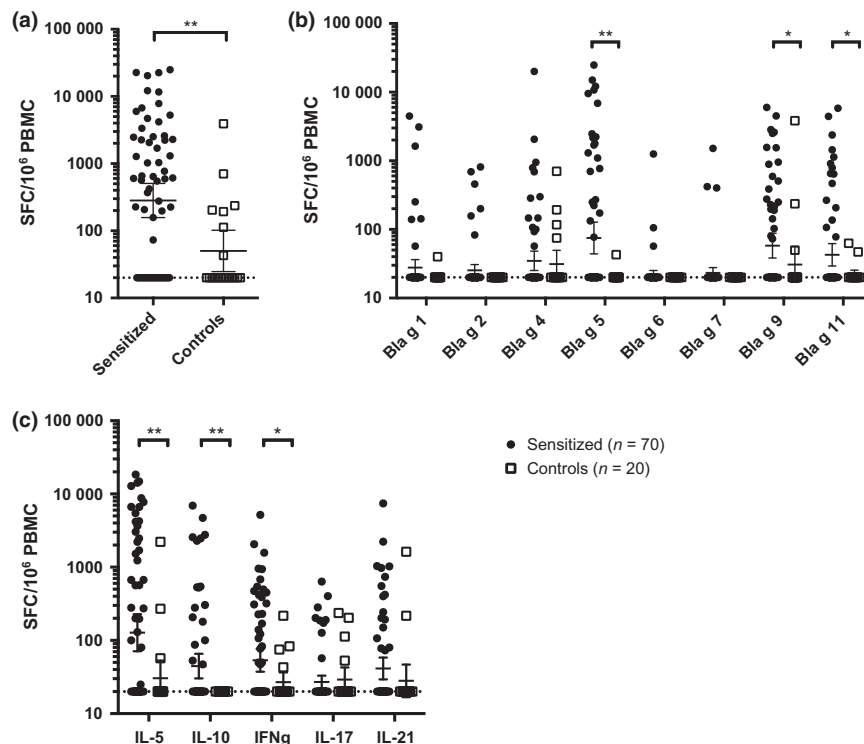 (a)
**
100 000
10 000
1000
100
10
SFC/10⁶ PBMC
Sensitized
Controls
(b)
**
*
*
100 000
10 000
1000
100
10
SFC/10⁶ PBMC
Bla g 1
Bla g 2
Bla g 4
Bla g 5
Bla g 6
Bla g 7
Bla g 9
Bla g 11
(c)
**
**
*
100 000
10 000
1000
100
10
SFC/10⁶ PBMC
IL-5
IL-10
IFNg
IL-17
IL-21
Sensitized (n = 70)
Controls (n = 20)